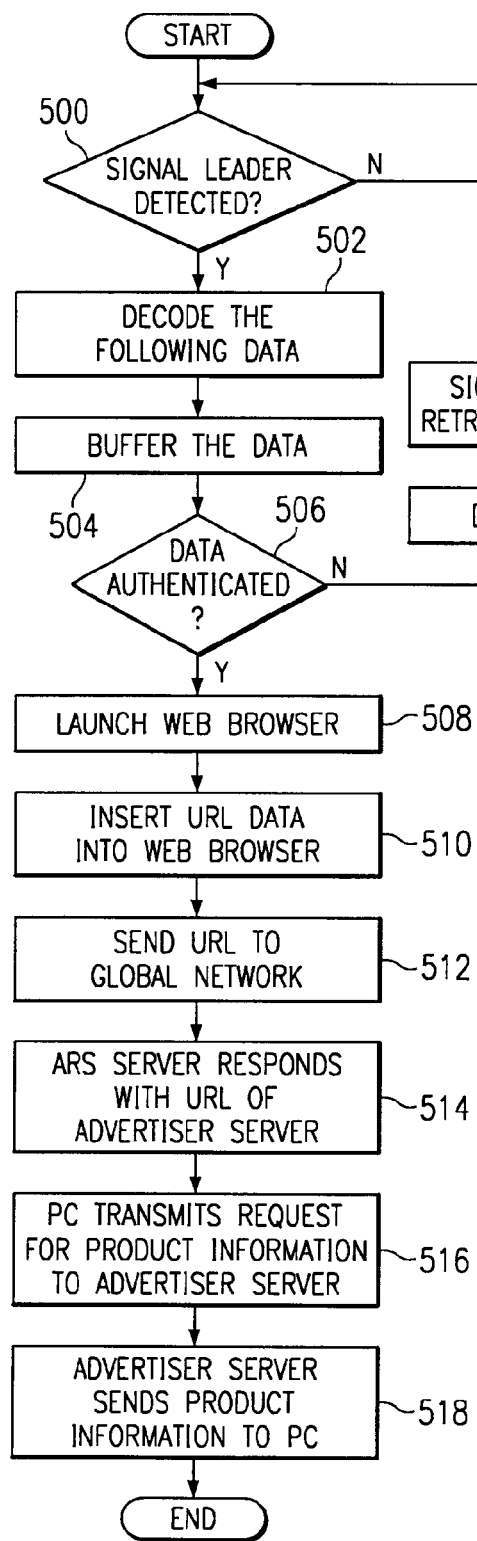 START
500
SIGNAL LEADER
DETECTED?
N
Y
502
DECODE THE
FOLLOWING DATA
BUFFER THE DATA
504
506
DATA
AUTHENTICATED
?
N
Y
LAUNCH WEB BROWSER
508
INSERT URL DATA
INTO WEB BROWSER
510
SEND URL TO
GLOBAL NETWORK
512
ARS SERVER RESPONDS
WITH URL OF
ADVERTISER SERVER
514
PC TRANSMITS REQUEST
FOR PRODUCT INFORMATION
TO ADVERTISER SERVER
516
ADVERTISER SERVER
SENDS PRODUCT
INFORMATION TO PC
518
END